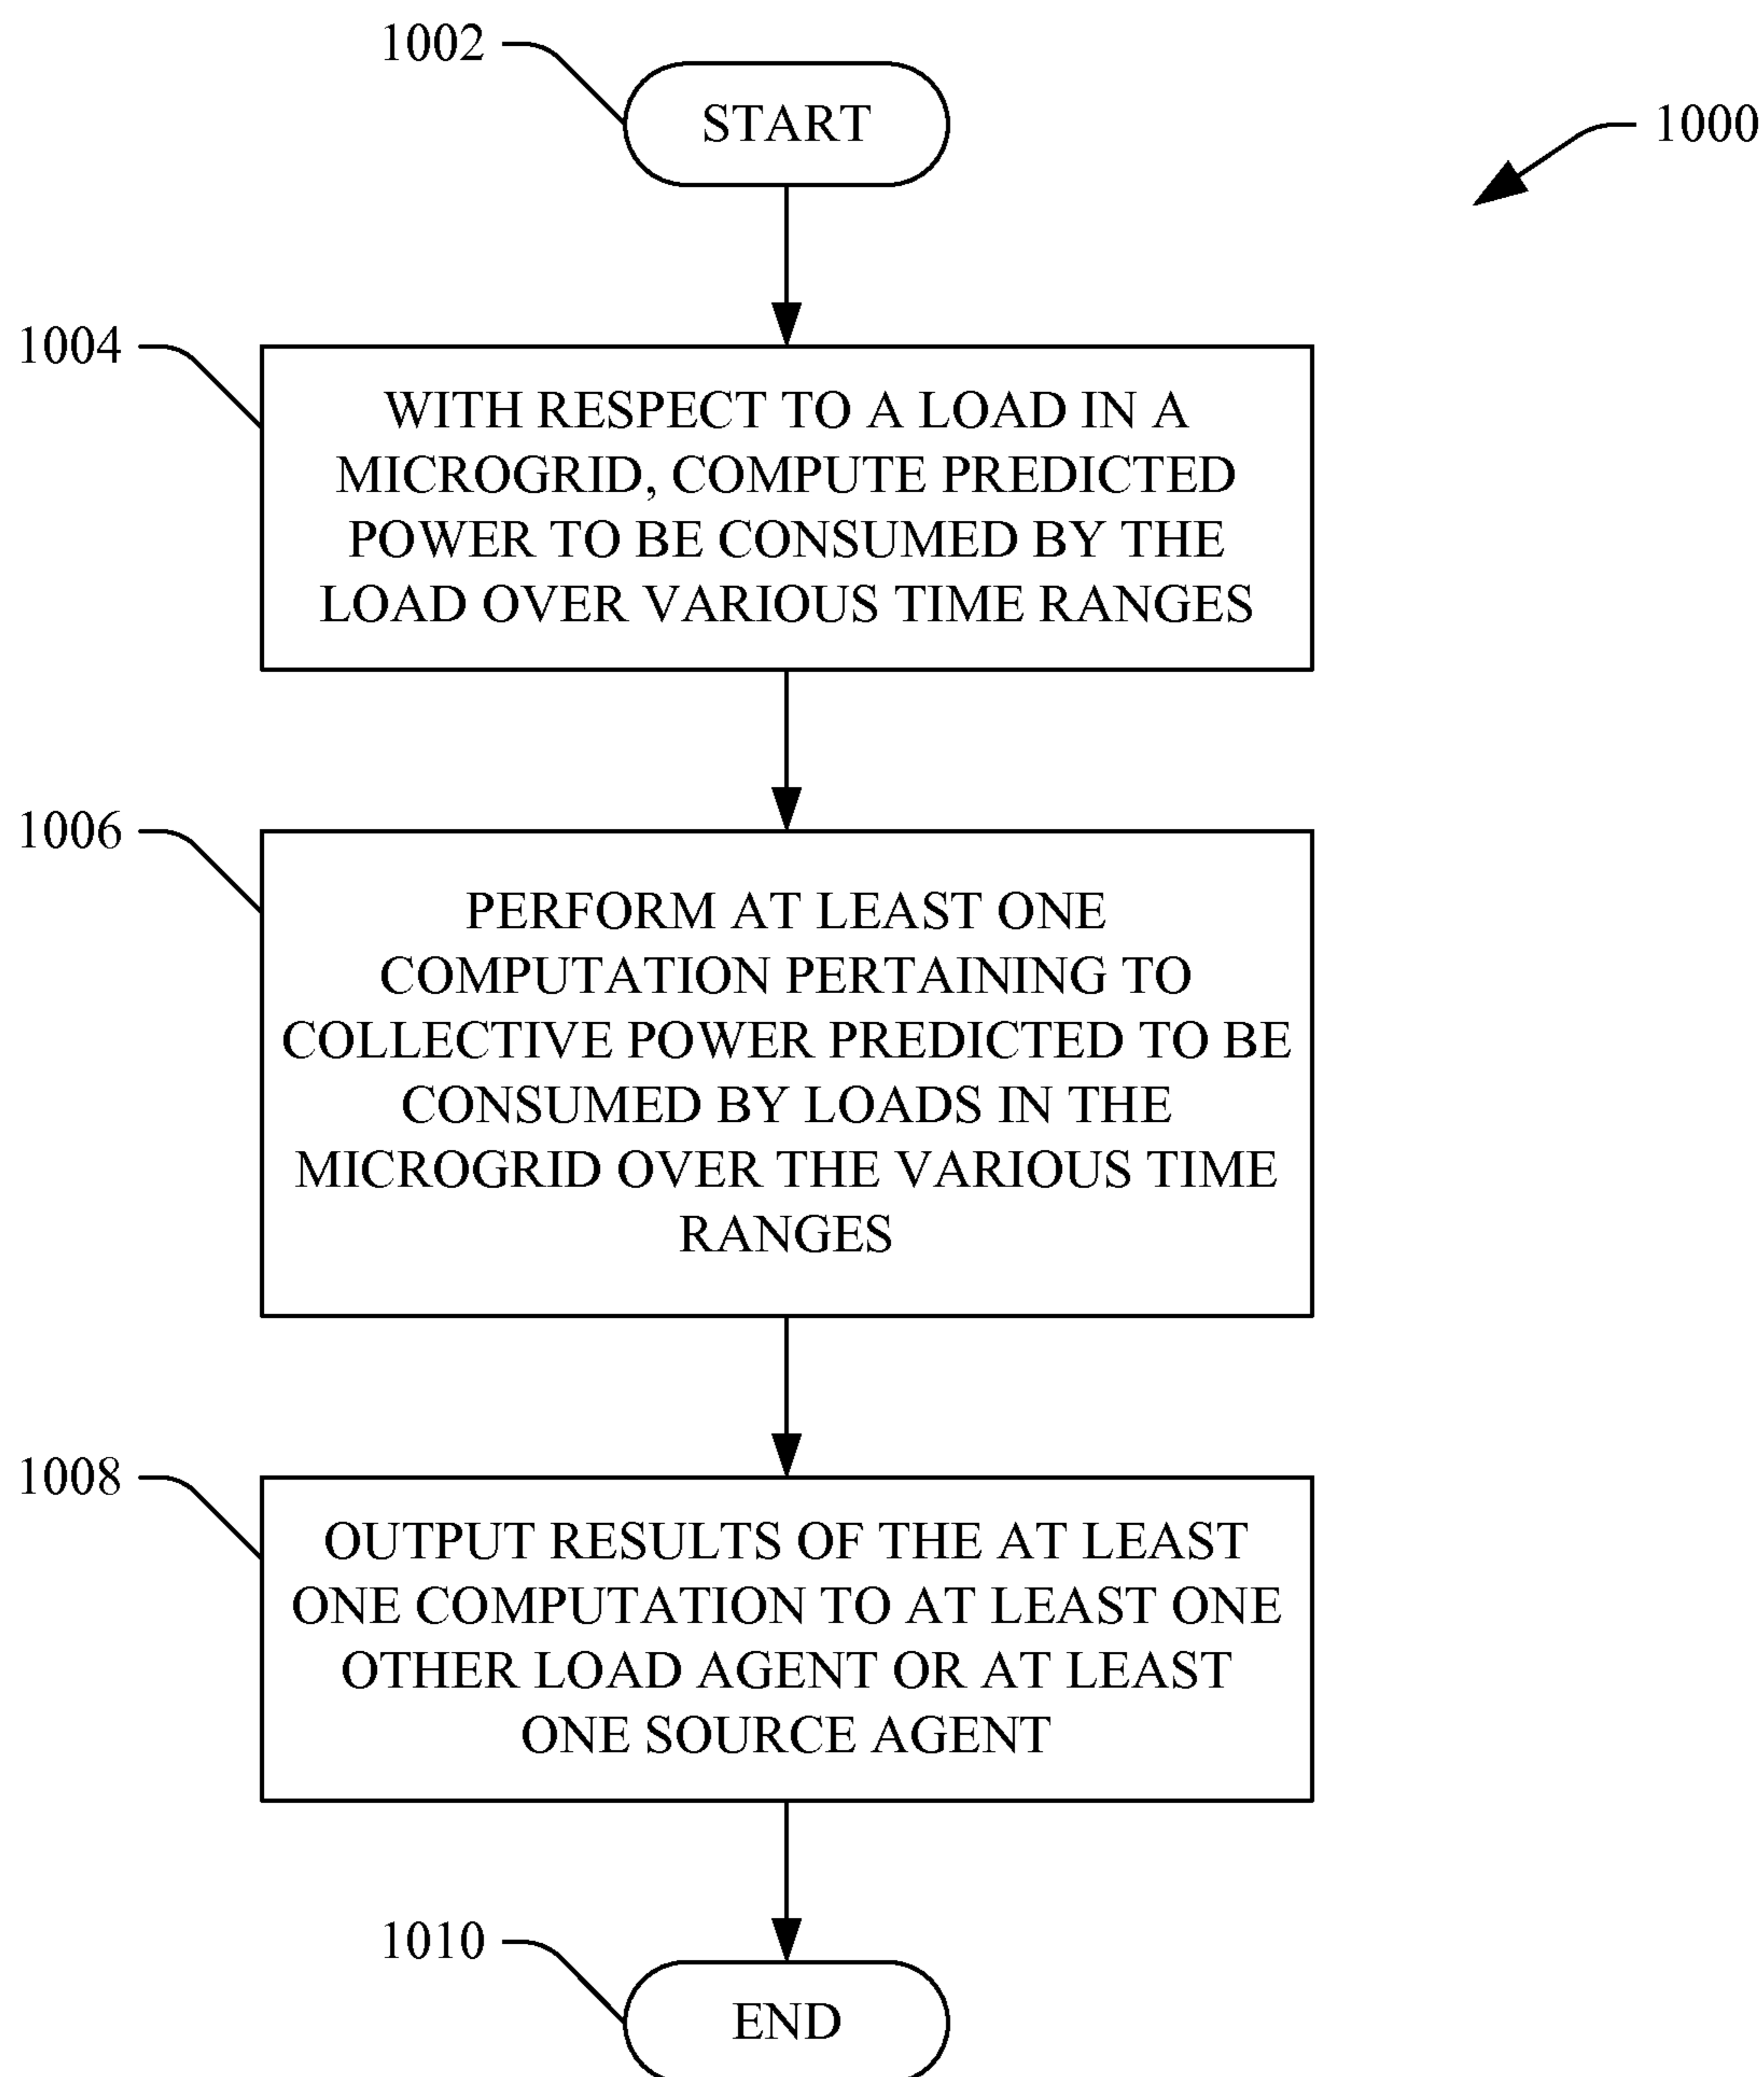 1002
START
1000
1004
WITH RESPECT TO A LOAD IN A
MICROGRID, COMPUTE PREDICTED
POWER TO BE CONSUMED BY THE
LOAD OVER VARIOUS TIME RANGES
1006
PERFORM AT LEAST ONE
COMPUTATION PERTAINING TO
COLLECTIVE POWER PREDICTED TO BE
CONSUMED BY LOADS IN THE
MICROGRID OVER THE VARIOUS TIME
RANGES
1008
OUTPUT RESULTS OF THE AT LEAST
ONE COMPUTATION TO AT LEAST ONE
OTHER LOAD AGENT OR AT LEAST
ONE SOURCE AGENT
1010
END